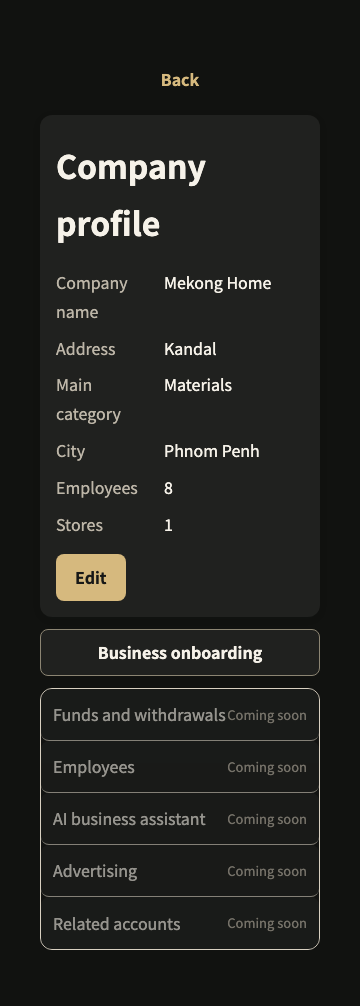 Back
Company
profile
Company name Mekong Home
Address Kandal
Main category Materials
City Phnom Penh
Employees 8
Stores 1
Edit
Business onboarding
Funds and withdrawals Coming soon
Employees Coming soon
AI business assistant Coming soon
Advertising Coming soon
Related accounts Coming soon